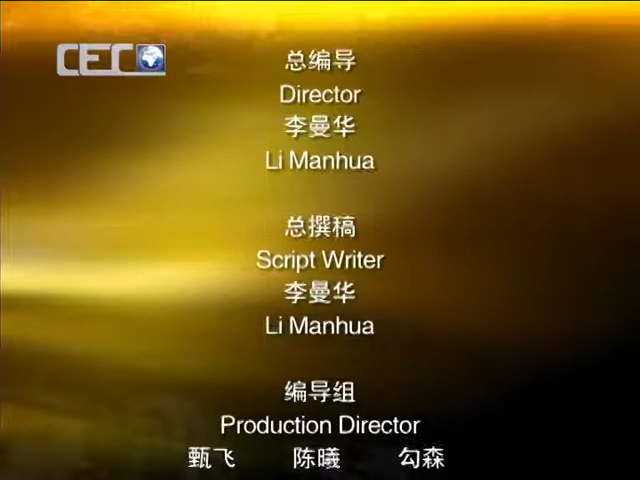 CEC
总编导
Director
李曼华
Li Manhua
总撰稿
Script Writer
李曼华
Li Manhua
编导组
Production Director
甄飞 陈曦 勾森